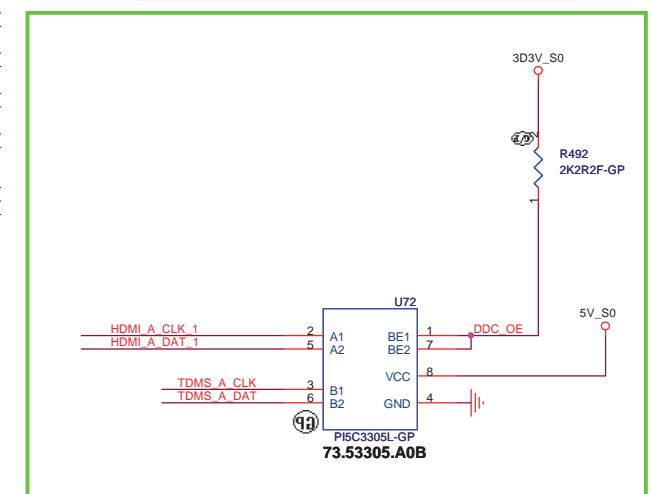 3D3V_S0
2
R492
2K2R2F-GP
1
U72
5V_S0
HDMI_A_CLK_1 2 A1 BE1 1 DDC_OE
HDMI_A_DAT_1 5 A2 BE2 7
VCC 8
TDMS_A_CLK 3 B1
TDMS_A_DAT 6 B2 GND 4
PI5C3305L-GP
73.53305.A0B